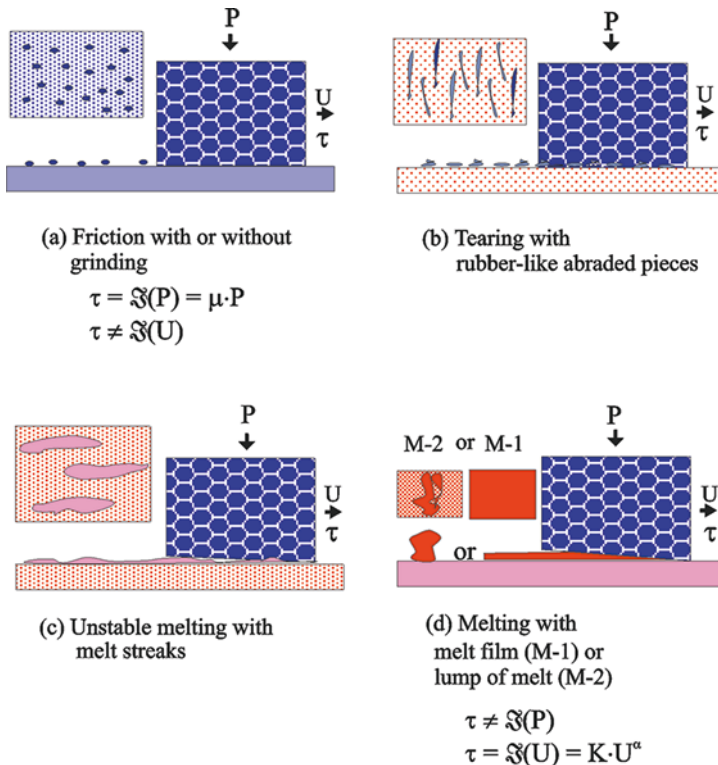 P
U
τ
(a) Friction with or without
grinding
τ = ℑ(P) = μ·P
τ ≠ ℑ(U)
P
U
τ
(b) Tearing with
rubber-like abraded pieces
P
U
τ
(c) Unstable melting with
melt streaks
P
M-2 or M-1
U
τ
or
(d) Melting with
melt film (M-1) or
lump of melt (M-2)
τ ≠ ℑ(P)
τ = ℑ(U) = K·U^α